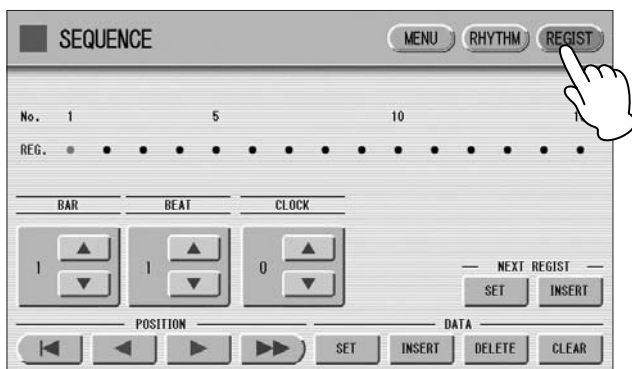 SEQUENCE MENU RHYTHM REGIST
No. 1 5 10 1
REG.
BAR BEAT CLOCK
1 1 0
NEXT REGIST
SET INSERT
POSITION DATA
SET INSERT DELETE CLEAR